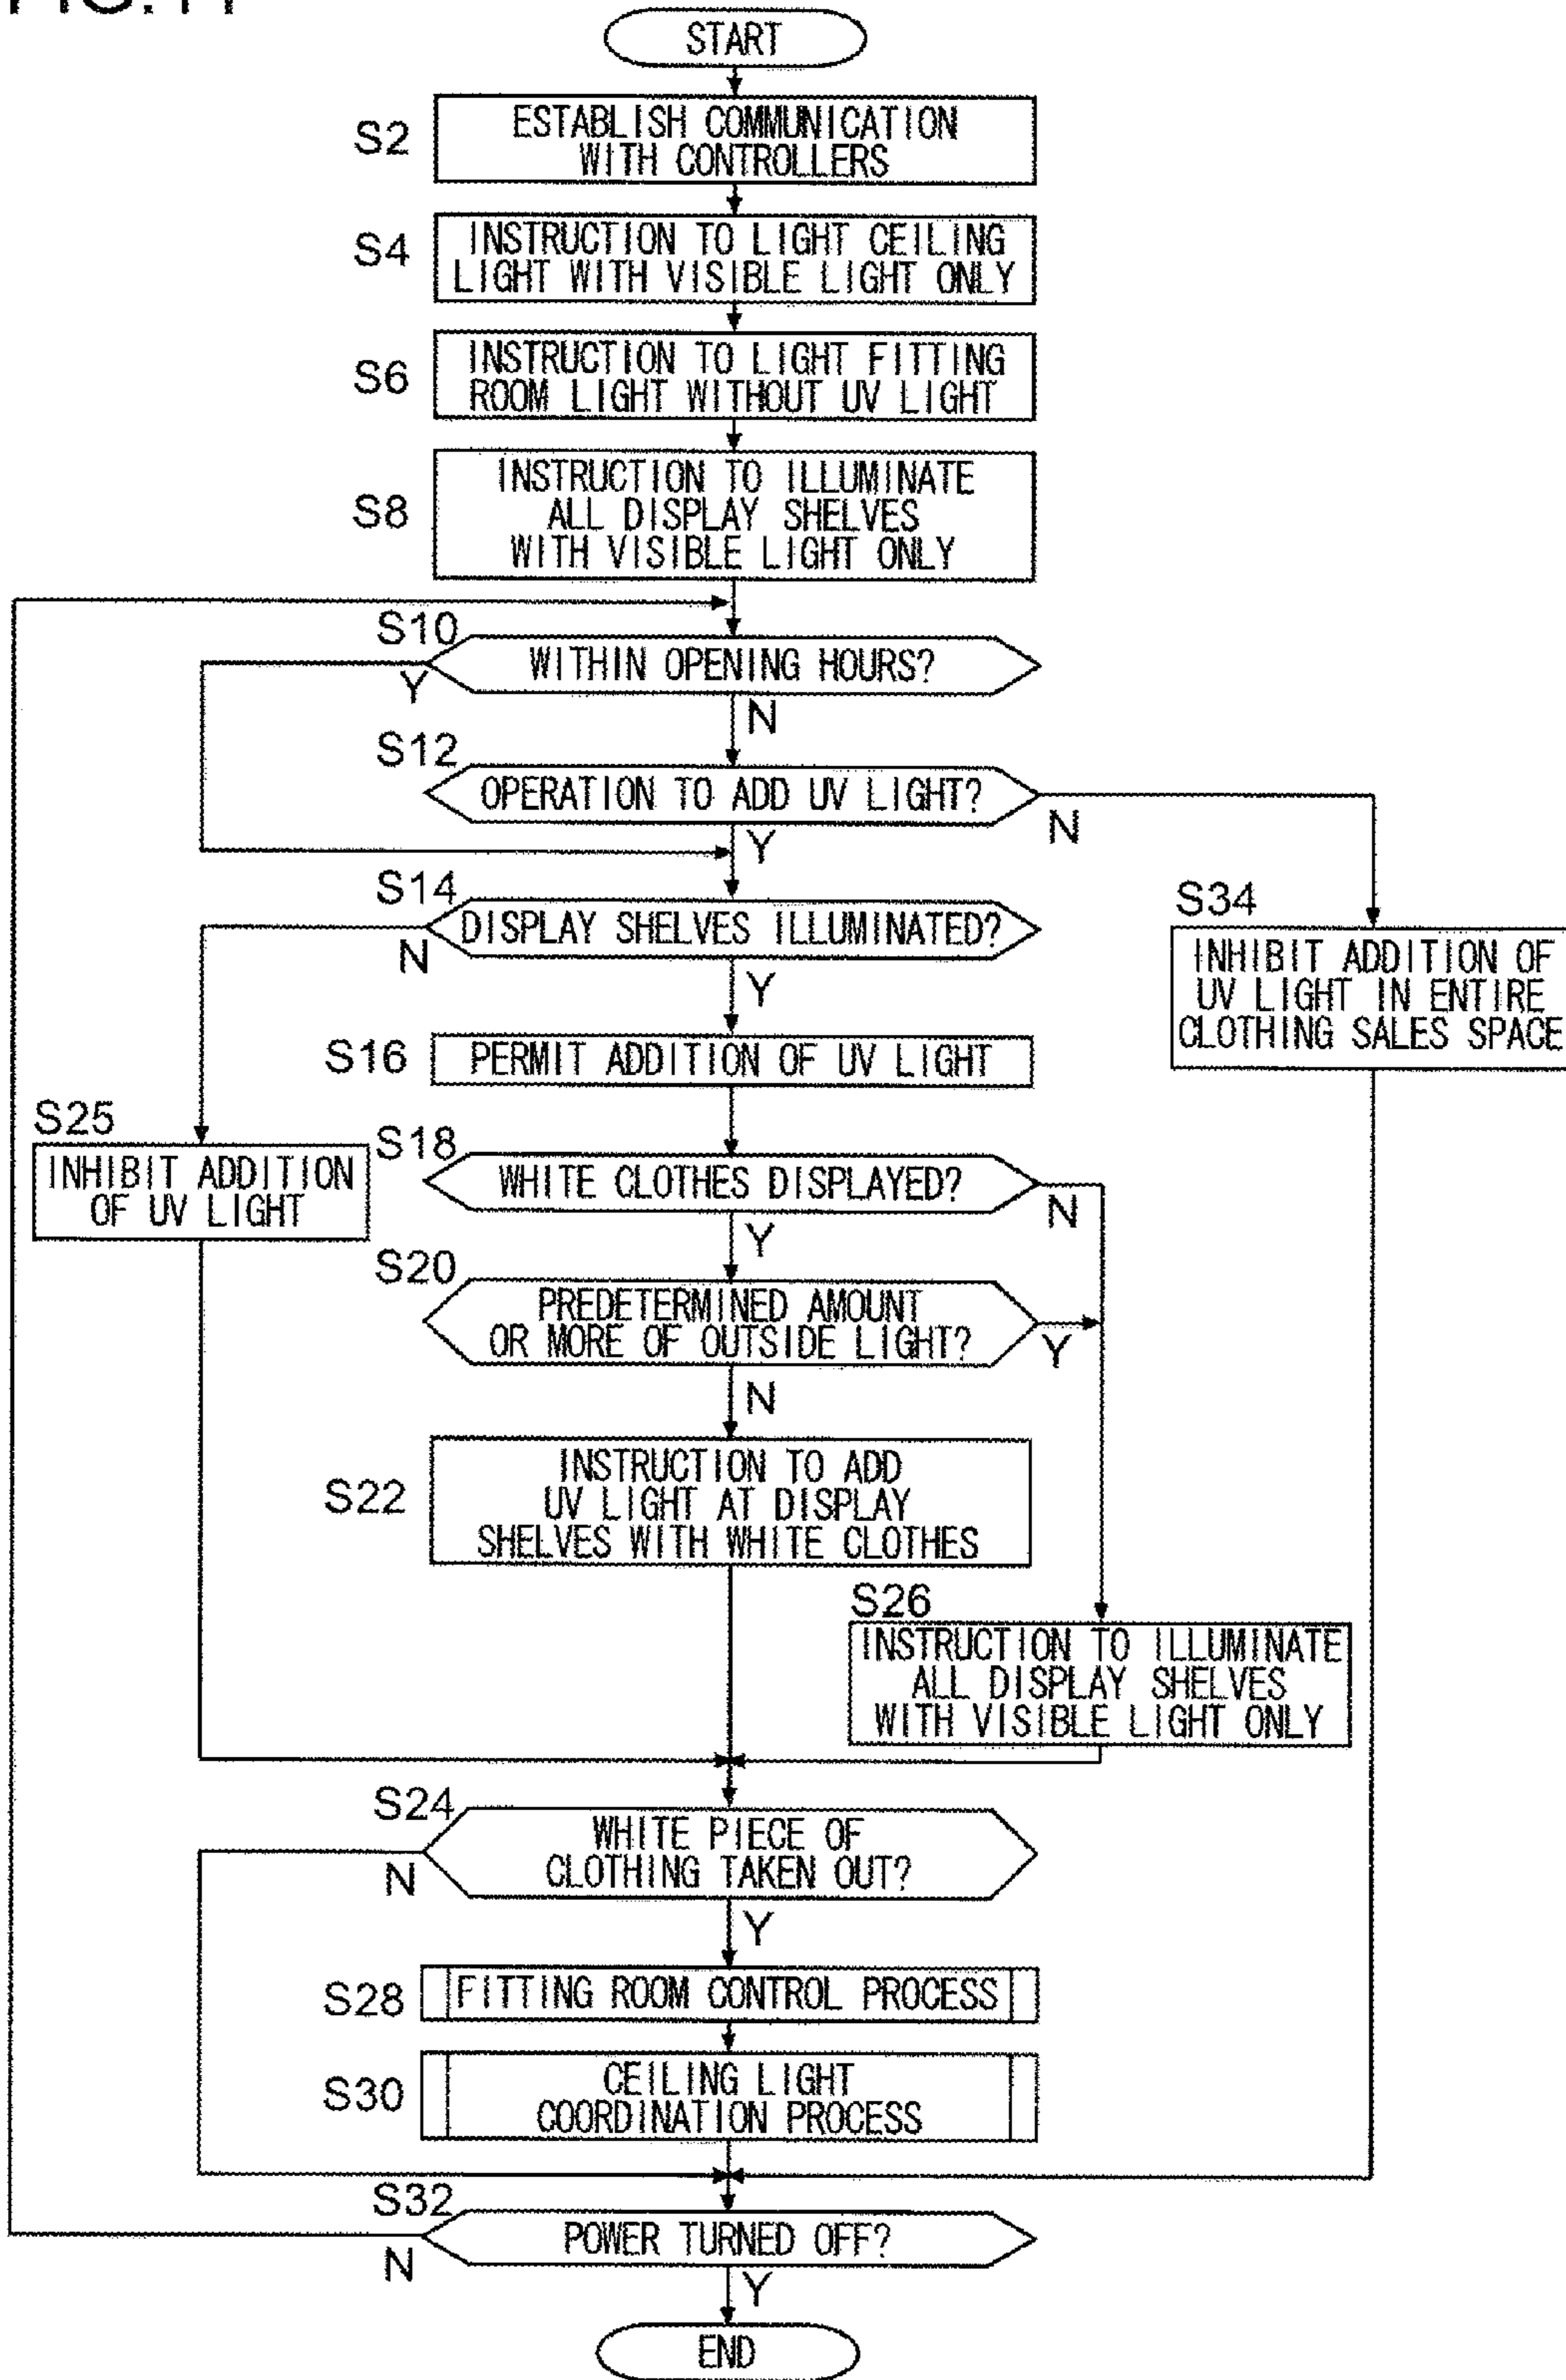 START
S2
ESTABLISH COMMUNICATION
WITH CONTROLLERS
S4
INSTRUCTION TO LIGHT CEILING
LIGHT WITH VISIBLE LIGHT ONLY
S6
INSTRUCTION TO LIGHT FITTING
ROOM LIGHT WITHOUT UV LIGHT
S8
INSTRUCTION TO ILLUMINATE
ALL DISPLAY SHELVES
WITH VISIBLE LIGHT ONLY
S10
WITHIN OPENING HOURS?
Y
N
S12
OPERATION TO ADD UV LIGHT?
N
Y
S14
DISPLAY SHELVES ILLUMINATED?
N
Y
S34
INHIBIT ADDITION OF
UV LIGHT IN ENTIRE
CLOTHING SALES SPACE
S16
PERMIT ADDITION OF UV LIGHT
S25
INHIBIT ADDITION
OF UV LIGHT
S18
WHITE CLOTHES DISPLAYED?
N
Y
S20
PREDETERMINED AMOUNT
OR MORE OF OUTSIDE LIGHT?
Y
N
S22
INSTRUCTION TO ADD
UV LIGHT AT DISPLAY
SHELVES WITH WHITE CLOTHES
S26
INSTRUCTION TO ILLUMINATE
ALL DISPLAY SHELVES
WITH VISIBLE LIGHT ONLY
S24
WHITE PIECE OF
CLOTHING TAKEN OUT?
N
Y
S28
FITTING ROOM CONTROL PROCESS
S30
CEILING LIGHT
COORDINATION PROCESS
S32
POWER TURNED OFF?
N
Y
END